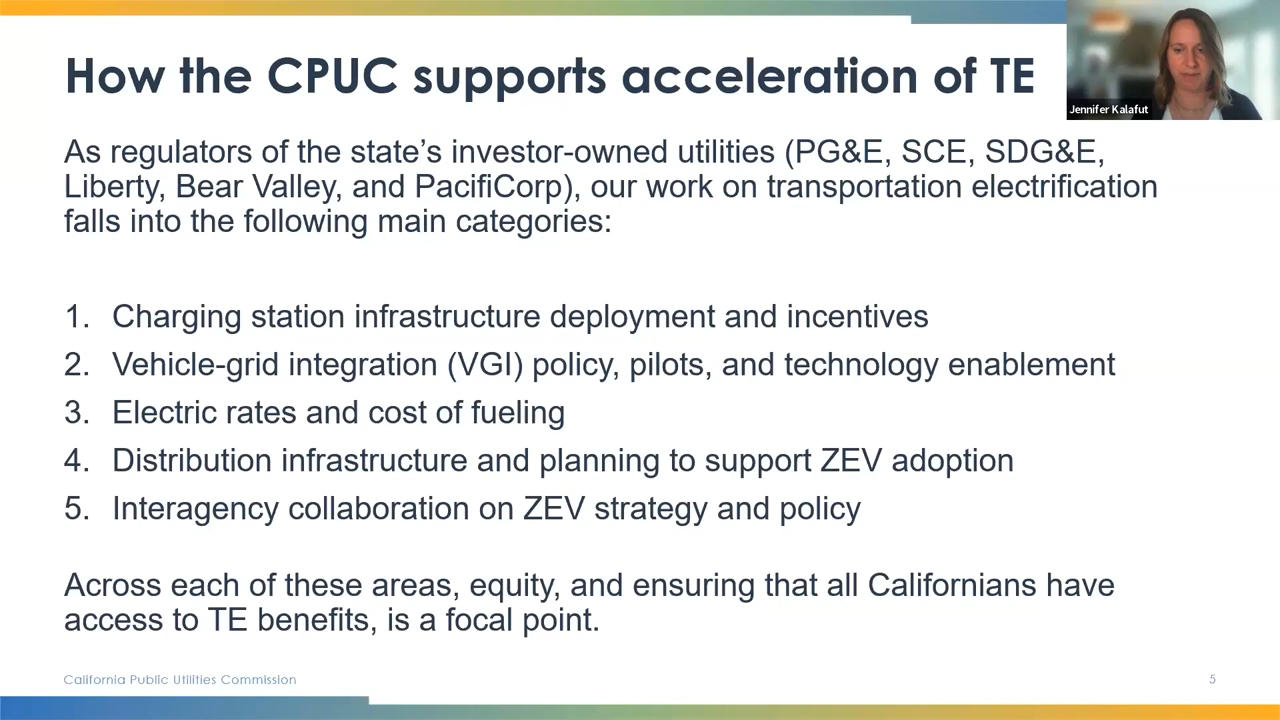 How the CPUC supports acceleration of TE
Jennifer Kalafut
As regulators of the state’s investor-owned utilities (PG&E, SCE, SDG&E,
Liberty, Bear Valley, and PacifiCorp), our work on transportation electrification
falls into the following main categories:
1. Charging station infrastructure deployment and incentives
2. Vehicle-grid integration (VGI) policy, pilots, and technology enablement
3. Electric rates and cost of fueling
4. Distribution infrastructure and planning to support ZEV adoption
5. Interagency collaboration on ZEV strategy and policy
Across each of these areas, equity, and ensuring that all Californians have
access to TE benefits, is a focal point.
California Public Utilities Commission
5